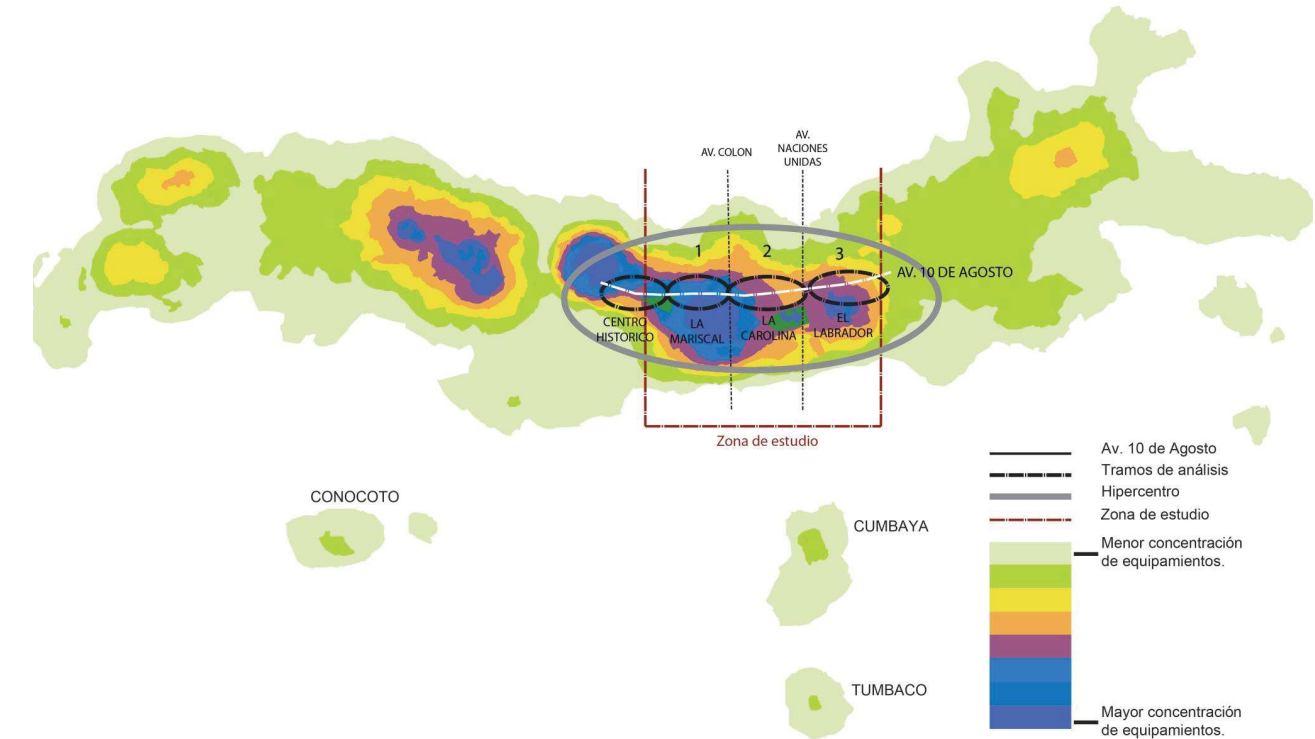 AV.
NACIONES
UNIDAS
AV. COLON
1
2
3
AV. 10 DE AGOSTO
CENTRO
HISTORICO
LA
MARISCAL
LA
CAROLINA
EL
LABRADOR
Zona de estudio
CONOCOTO
CUMBAYA
TUMBACO
Av. 10 de Agosto
Tramos de análisis
Hipercentro
Zona de estudio
Menor concentración
de equipamientos.
Mayor concentración
de equipamientos.